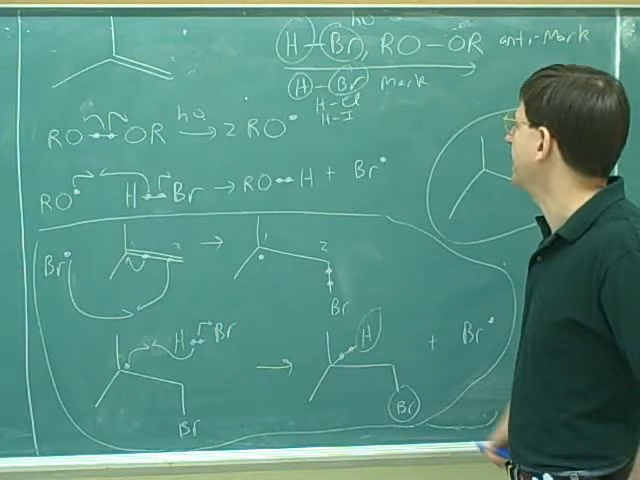 hν
H–Br, RO–ÖR anti-Mark
H–Br Mark
H–Cl
H–I
RO••OR hν → 2 RO•
RO• H••Br → RO••H + Br•
Br• 1 2 → 1 2
Br
H••Br → H + Br•
Br Br